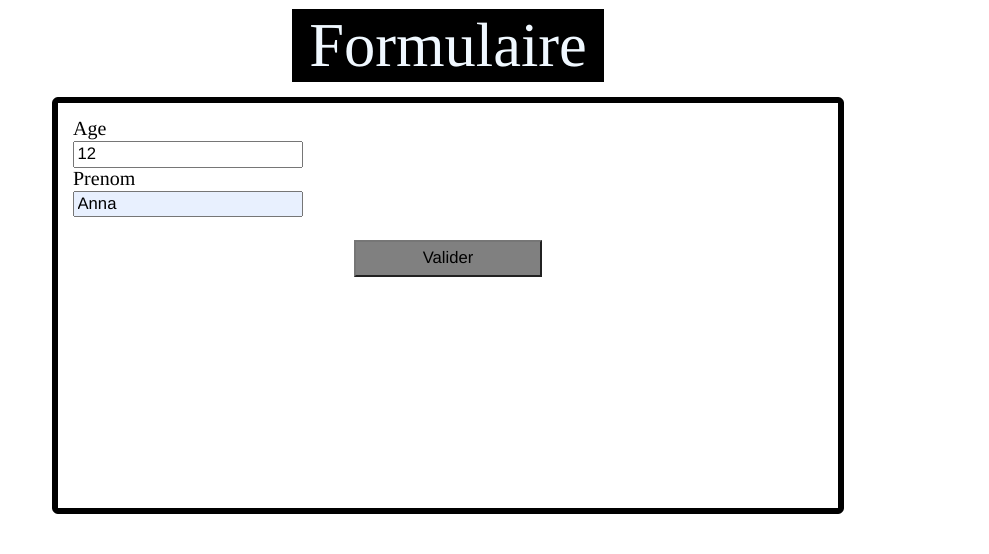 Formulaire
Age
12
Prenom
Anna
Valider